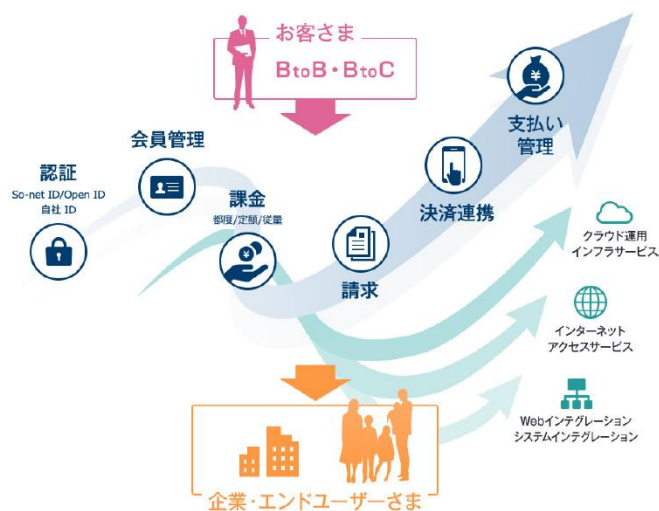 お客さま
BtoB・BtoC
会員管理
認証
So-net ID/Open ID
自社 ID
課金
都度/定額/従量
¥
請求
決済連携
¥
支払い
管理
クラウド運用
インフラサービス
インターネット
アクセスサービス
Webインテグレーション
システムインテグレーション
企業・エンドユーザーさま